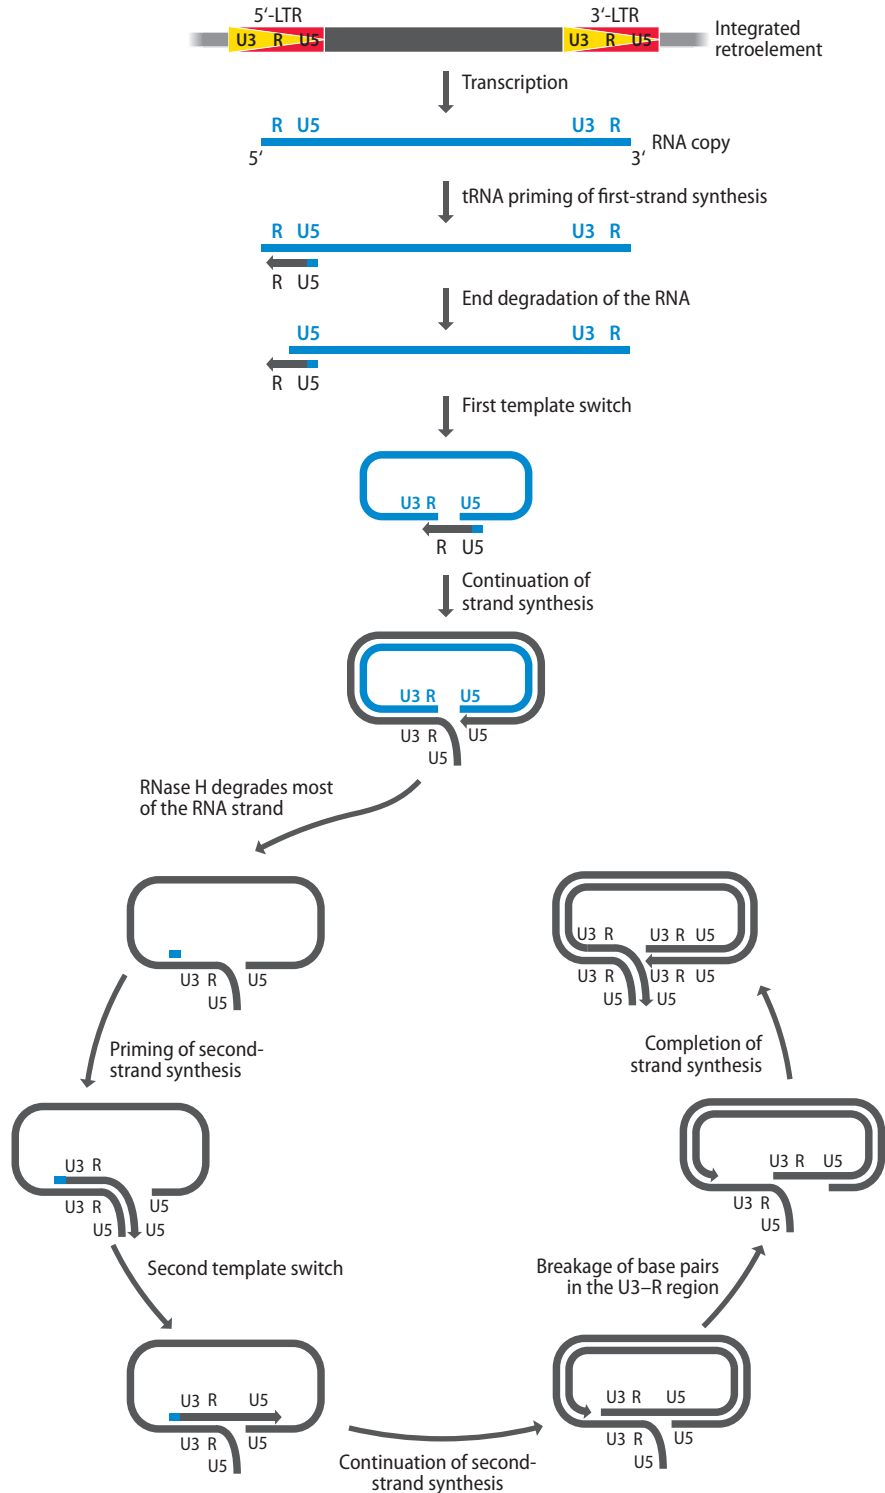 5‘-LTR 3‘-LTR
U3 R U5 U3 R U5
Integrated
retroelement
Transcription
R U5 U3 R
RNA copy
5‘ 3‘
tRNA priming of first-strand synthesis
R U5 U3 R
R U5
End degradation of the RNA
U5 U3 R
R U5
First template switch
U3 R U5
R U5
Continuation of
strand synthesis
U3 R U5
U3 R U5
U5
RNase H degrades most
of the RNA strand
U3 R U5
U5
Priming of second-
strand synthesis
U3 R
U3 R U5
U5 U5
Second template switch
U3 R U5
U3 R U5
U5
Continuation of second-
strand synthesis
U3 R U5
U3 R U5
U5
Breakage of base pairs
in the U3–R region
U3 R U5
U3 R
U5
Completion of
strand synthesis
U3 R U3 R U5
U3 R U3 R U5
U5 U5